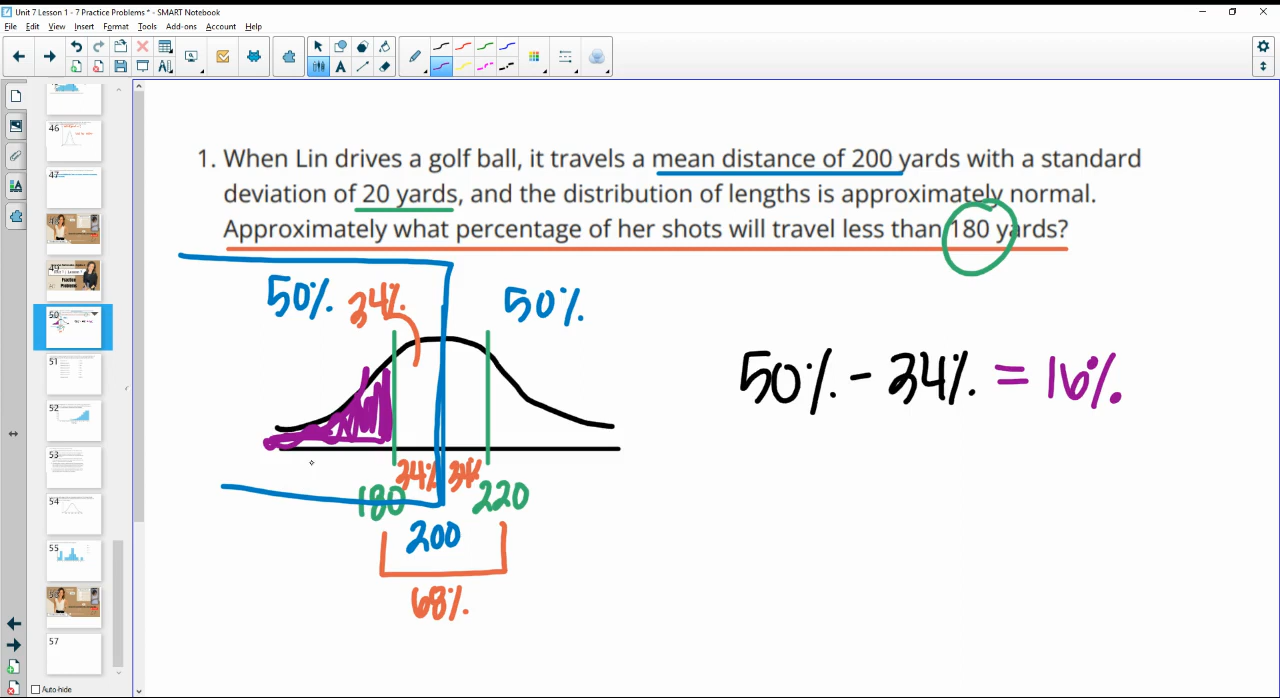 Unit 7 Lesson 1 - 7 Practice Problems * - SMART Notebook
File Edit View Insert Format Tools Add-ons Account Help
46
47
48
49
50
51
52
53
54
55
57
Auto-hide
1. When Lin drives a golf ball, it travels a mean distance of 200 yards with a standard
deviation of 20 yards, and the distribution of lengths is approximately normal.
Approximately what percentage of her shots will travel less than 180 yards?
50% 34% 50%
50% - 34% = 16%
34% 34%
180 220
200
68%